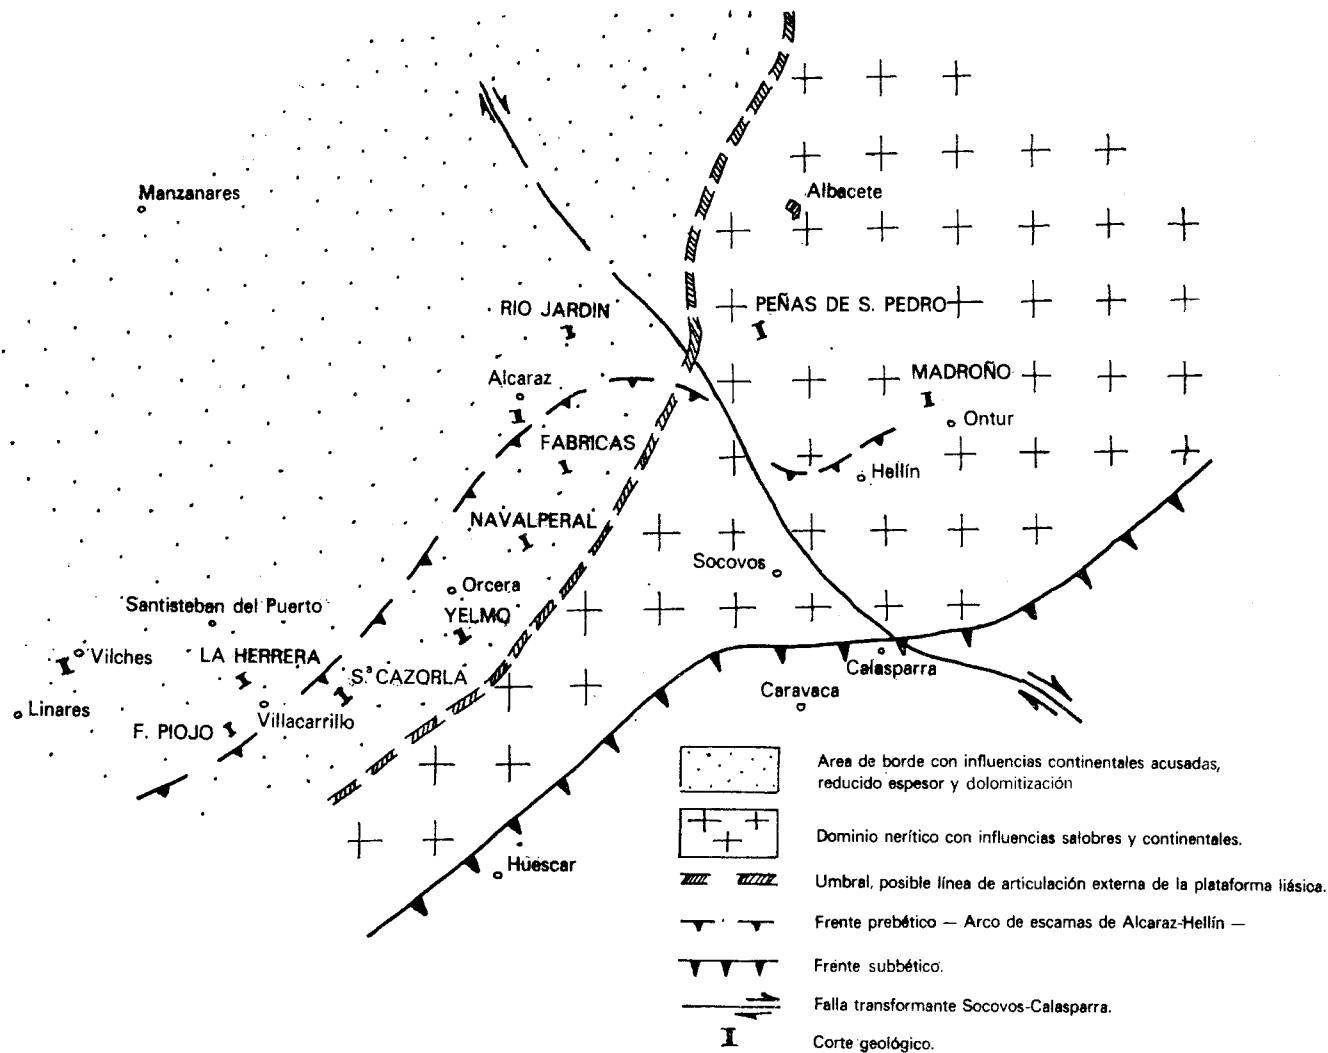 Manzanares
Albacete
RIO JARDIN
PEÑAS DE S. PEDRO
Alcaraz
MADROÑO
Ontur
FABRICAS
Hellín
NAVALPERAL
Socovos
Orcera
Santisteban del Puerto
YELMO
Vilches
LA HERRERA
Calasparra
S.ª CAZORLA
Caravaca
Linares
Villacarrillo
F. PIOJO
Huescar
Area de borde con influencias continentales acusadas,
reducido espesor y dolomitización
Dominio nerítico con influencias salobres y continentales.
Umbral, posible línea de articulación externa de la plataforma liásica.
Frente prebético — Arco de escamas de Alcaraz-Hellín —
Frente subbético.
Falla transformante Socovos-Calasparra.
Corte geológico.